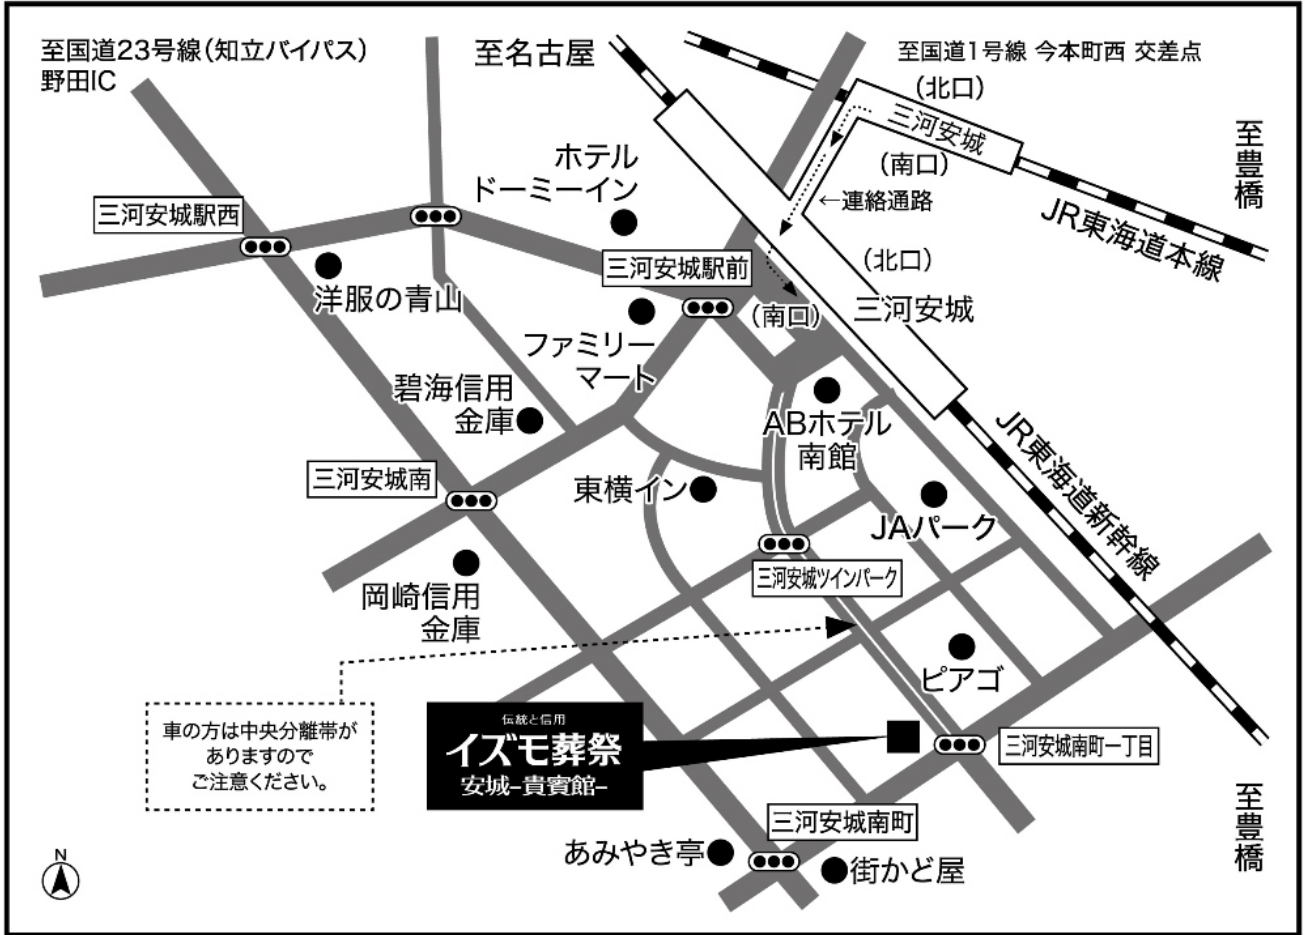 至国道23号線（知立バイパス）
野田IC
至名古屋
至国道1号線 今本町西 交差点
（北口）
三河安城
（南口）
←連絡通路
至豊橋
JR東海道本線
ホテル
ドーミーイン
三河安城駅西
三河安城駅前
（北口）
三河安城
（南口）
洋服の青山
ファミリー
マート
碧海信用
金庫
ABホテル
南館
JR東海道新幹線
三河安城南
東横イン
JAパーク
三河安城ツインパーク
岡崎信用
金庫
ピアゴ
車の方は中央分離帯が
ありますので
ご注意ください。
伝統と信用
イズモ葬祭
安城−貴賓館−
三河安城南町一丁目
三河安城南町
至豊橋
あみやき亭
街かど屋
N